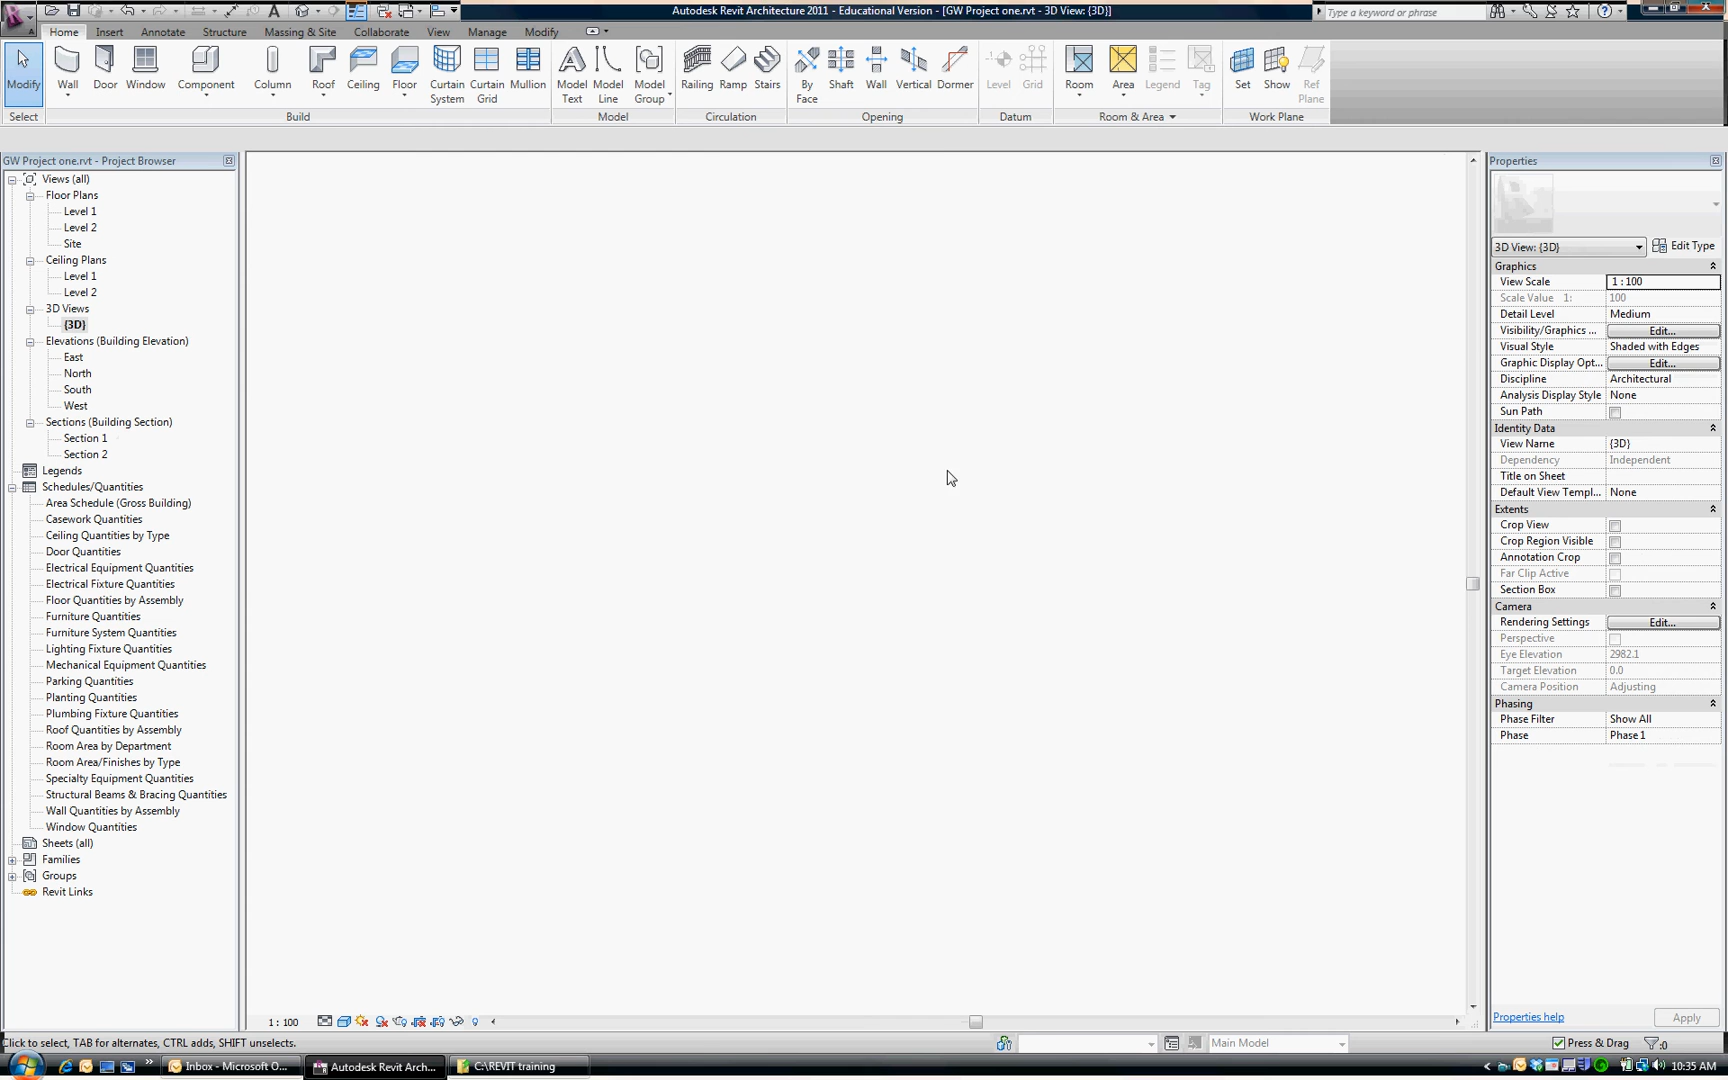 Autodesk Revit Architecture 2011 - Educational Version - [GW Project one.rvt - 3D View: {3D}]
Type a keyword or phrase
Home Insert Annotate Structure Massing & Site Collaborate View Manage Modify
Modify Wall Door Window Component Column Roof Ceiling Floor Curtain System Curtain Grid Mullion Model Text Model Line Model Group Railing Ramp Stairs By Face Shaft Wall Vertical Dormer Level Grid Room Area Legend Tag Set Show Ref Plane
Select Build Model Circulation Opening Datum Room & Area Work Plane
GW Project one.rvt - Project Browser
Views (all)
Floor Plans
Level 1
Level 2
Site
Ceiling Plans
Level 1
Level 2
3D Views
{3D}
Elevations (Building Elevation)
East
North
South
West
Sections (Building Section)
Section 1
Section 2
Legends
Schedules/Quantities
Area Schedule (Gross Building)
Casework Quantities
Ceiling Quantities by Type
Door Quantities
Electrical Equipment Quantities
Electrical Fixture Quantities
Floor Quantities by Assembly
Furniture Quantities
Furniture System Quantities
Lighting Fixture Quantities
Mechanical Equipment Quantities
Parking Quantities
Planting Quantities
Plumbing Fixture Quantities
Roof Quantities by Assembly
Room Area by Department
Room Area/Finishes by Type
Specialty Equipment Quantities
Structural Beams & Bracing Quantities
Wall Quantities by Assembly
Window Quantities
Sheets (all)
Families
Groups
Revit Links
Properties
3D View: {3D} Edit Type
Graphics
View Scale 1 : 100
Scale Value 1: 100
Detail Level Medium
Visibility/Graphics ... Edit...
Visual Style Shaded with Edges
Graphic Display Opt... Edit...
Discipline Architectural
Analysis Display Style None
Sun Path
Identity Data
View Name {3D}
Dependency Independent
Title on Sheet
Default View Templ... None
Extents
Crop View
Crop Region Visible
Annotation Crop
Far Clip Active
Section Box
Camera
Rendering Settings Edit...
Perspective
Eye Elevation 2982.1
Target Elevation 0.0
Camera Position Adjusting
Phasing
Phase Filter Show All
Phase Phase 1
Properties help Apply
1 : 100
Click to select, TAB for alternates, CTRL adds, SHIFT unselects.
Main Model
Press & Drag
:0
Inbox - Microsoft O...
Autodesk Revit Arch...
C:\REVIT training
10:35 AM